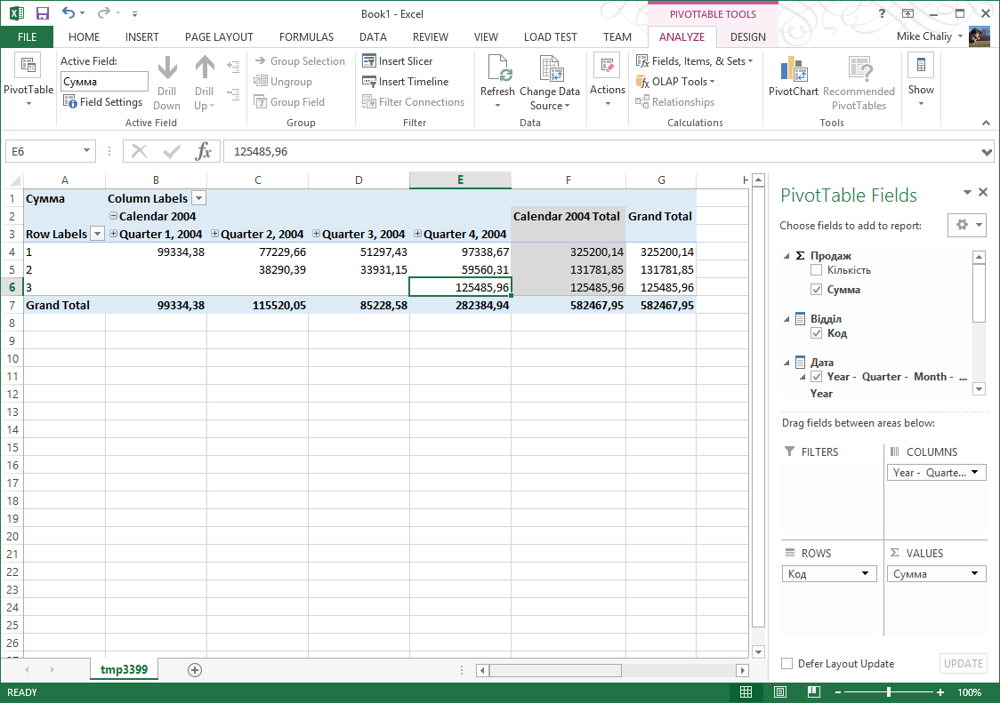 Book1 - Excel
PIVOTTABLE TOOLS
?
FILE HOME INSERT PAGE LAYOUT FORMULAS DATA REVIEW VIEW LOAD TEST TEAM ANALYZE DESIGN Mike Chaliy
PivotTable
Active Field:
Сумма
Field Settings
Drill Down
Drill Up
Active Field
Group Selection
Ungroup
Group Field
Group
Insert Slicer
Insert Timeline
Filter Connections
Filter
Refresh
Change Data Source
Data
Actions
Fields, Items, & Sets
OLAP Tools
Relationships
Calculations
PivotChart
Recommended PivotTables
Tools
Show
E6 fx 125485,96
A B C D E F G H
1 Сумма Column Labels
2 Calendar 2004 Calendar 2004 Total Grand Total
3 Row Labels Quarter 1, 2004 Quarter 2, 2004 Quarter 3, 2004 Quarter 4, 2004
4 1 99334,38 77229,66 51297,43 97338,67 325200,14 325200,14
5 2 38290,39 33931,15 59560,31 131781,85 131781,85
6 3 125485,96 125485,96 125485,96
7 Grand Total 99334,38 115520,05 85228,58 282384,94 582467,95 582467,95
8
9
10
11
12
13
14
15
16
17
18
19
20
21
22
23
24
25
26
PivotTable Fields
Choose fields to add to report:
Σ Продаж
Кількість
Сумма
Відділ
Код
Дата
Year - Quarter - Month - ...
Year
Drag fields between areas below:
FILTERS
COLUMNS
Year - Quarte...
ROWS
Код
Σ VALUES
Сумма
Defer Layout Update UPDATE
tmp3399
READY 100%